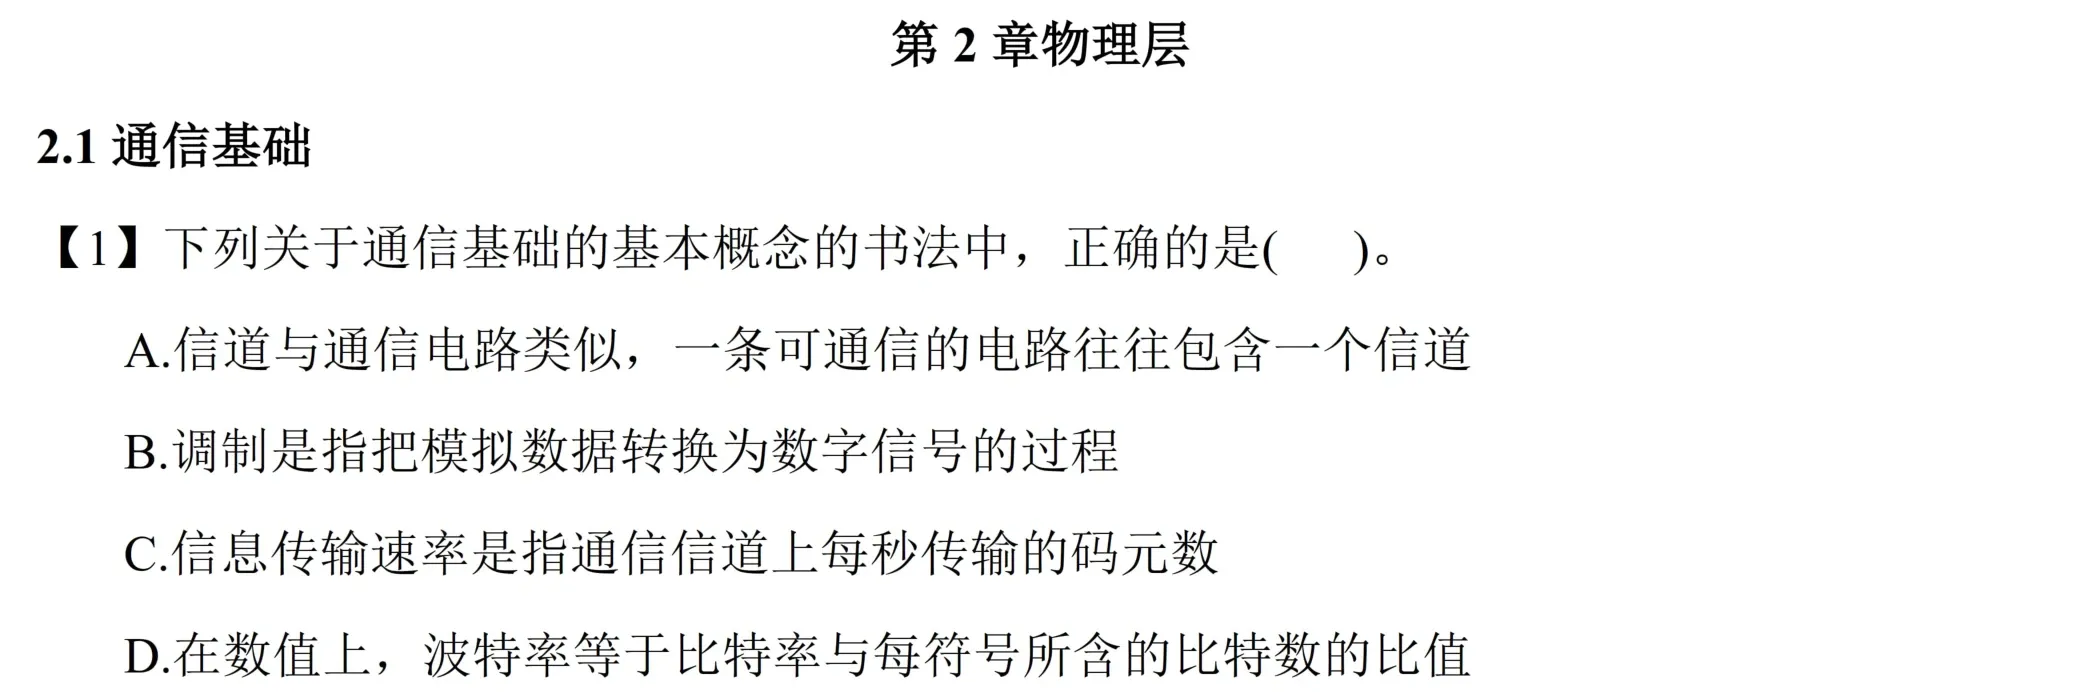 第 2 章物理层
2.1 通信基础
【1】下列关于通信基础的基本概念的书法中，正确的是(　　)。
A.信道与通信电路类似，一条可通信的电路往往包含一个信道
B.调制是指把模拟数据转换为数字信号的过程
C.信息传输速率是指通信信道上每秒传输的码元数
D.在数值上，波特率等于比特率与每符号所含的比特数的比值